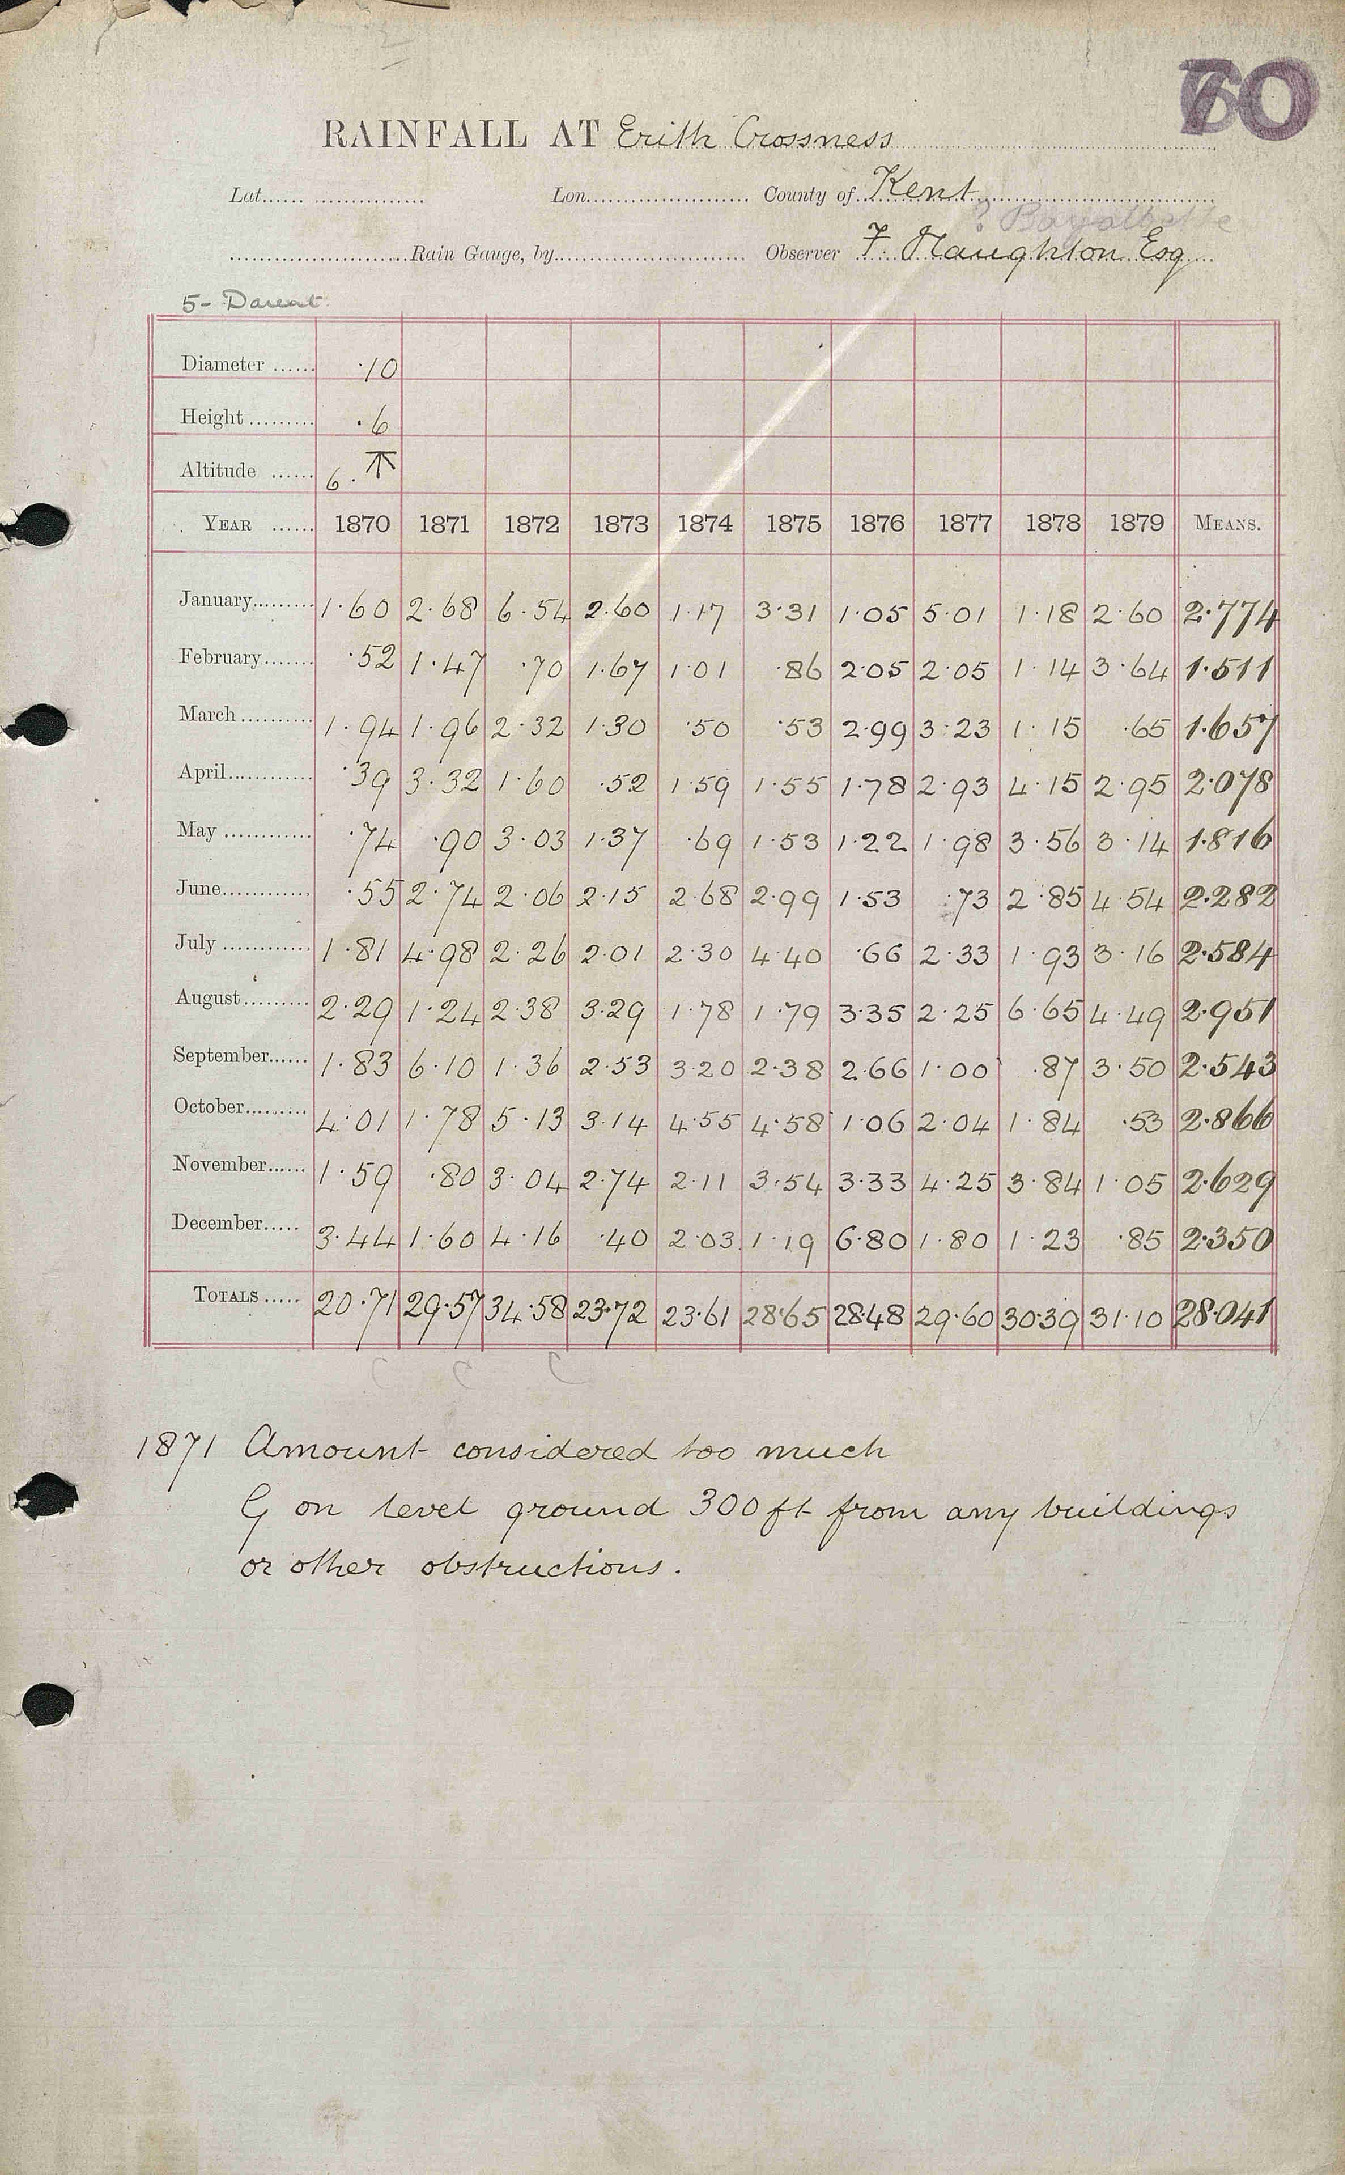 70
RAINFALL AT Erith Crossness
Lat. Lon. County of Kent
Rain Gauge, by Observer F. Haughton Esq
5- Darent
Diameter ·10
Height ·6
Altitude 6·
YEAR 1870 1871 1872 1873 1874 1875 1876 1877 1878 1879 MEANS.
January 1·60 2·68 6·54 2·60 1·17 3·31 1·05 5·01 1·18 2·60 2·774
February ·52 1·47 ·70 1·67 1·01 ·86 2·05 2·05 1·14 3·64 1·511
March 1·94 1·96 2·32 1·30 ·50 ·53 2·99 3·23 1·15 ·65 1·657
April ·39 3·32 1·60 ·52 1·59 1·55 1·78 2·93 4·15 2·95 2·078
May ·74 ·90 3·03 1·37 ·69 1·53 1·22 1·98 3·56 3·14 1·816
June ·55 2·74 2·06 2·15 2·68 2·99 1·53 ·73 2·85 4·54 2·282
July 1·81 4·98 2·26 2·01 2·30 4·40 ·66 2·33 1·93 3·16 2·584
August 2·29 1·24 2·38 3·29 1·78 1·79 3·35 2·25 6·65 4·49 2·951
September 1·83 6·10 1·36 2·53 3·20 2·38 2·66 1·00 ·87 3·50 2·543
October 4·01 1·78 5·13 3·14 4·55 4·58 1·06 2·04 1·84 ·53 2·866
November 1·59 ·80 3·04 2·74 2·11 3·54 3·33 4·25 3·84 1·05 2·629
December 3·44 1·60 4·16 ·40 2·03 1·19 6·80 1·80 1·23 ·85 2·350
TOTALS 20·71 29·57 34·58 23·72 23·61 28·65 28·48 29·60 30·39 31·10 28·041
C C C
1871 Amount considered too much
G on level ground 300ft from any buildings
or other obstructions.